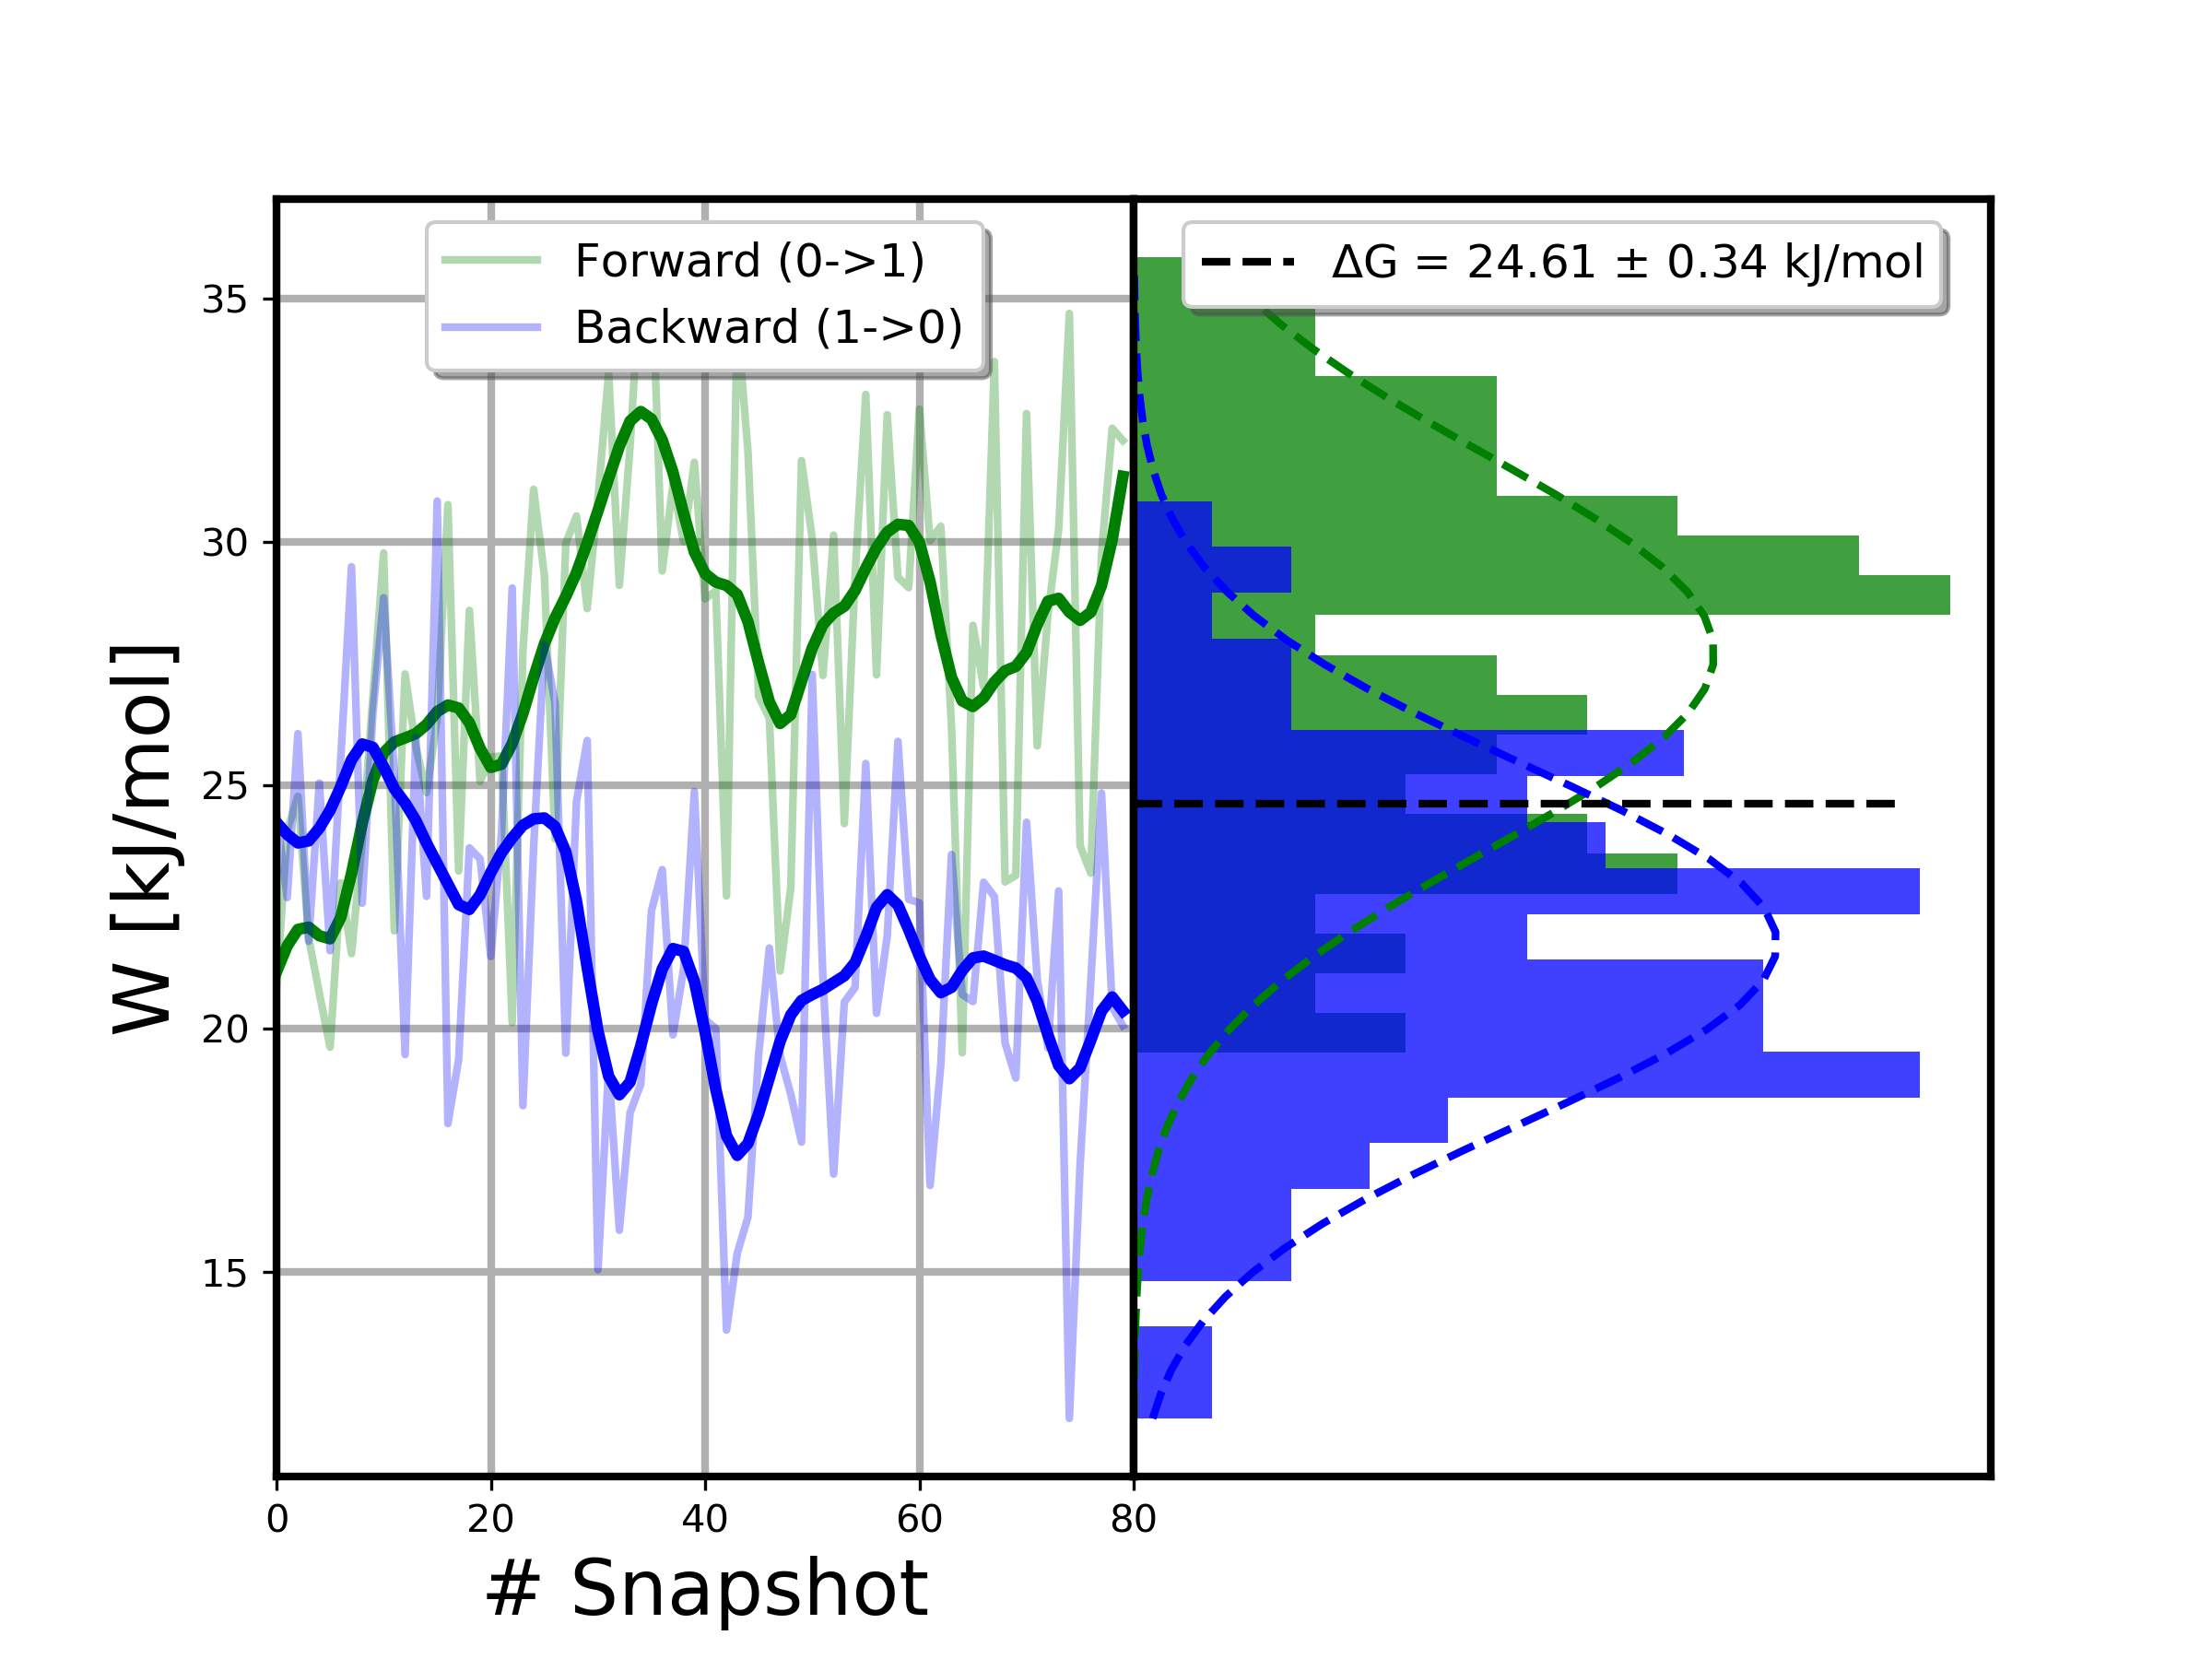 Forward (0->1)
Backward (1->0)
ΔG = 24.61 ± 0.34 kJ/mol
W [kJ/mol]
35
30
25
20
15
0 20 40 60 80
# Snapshot